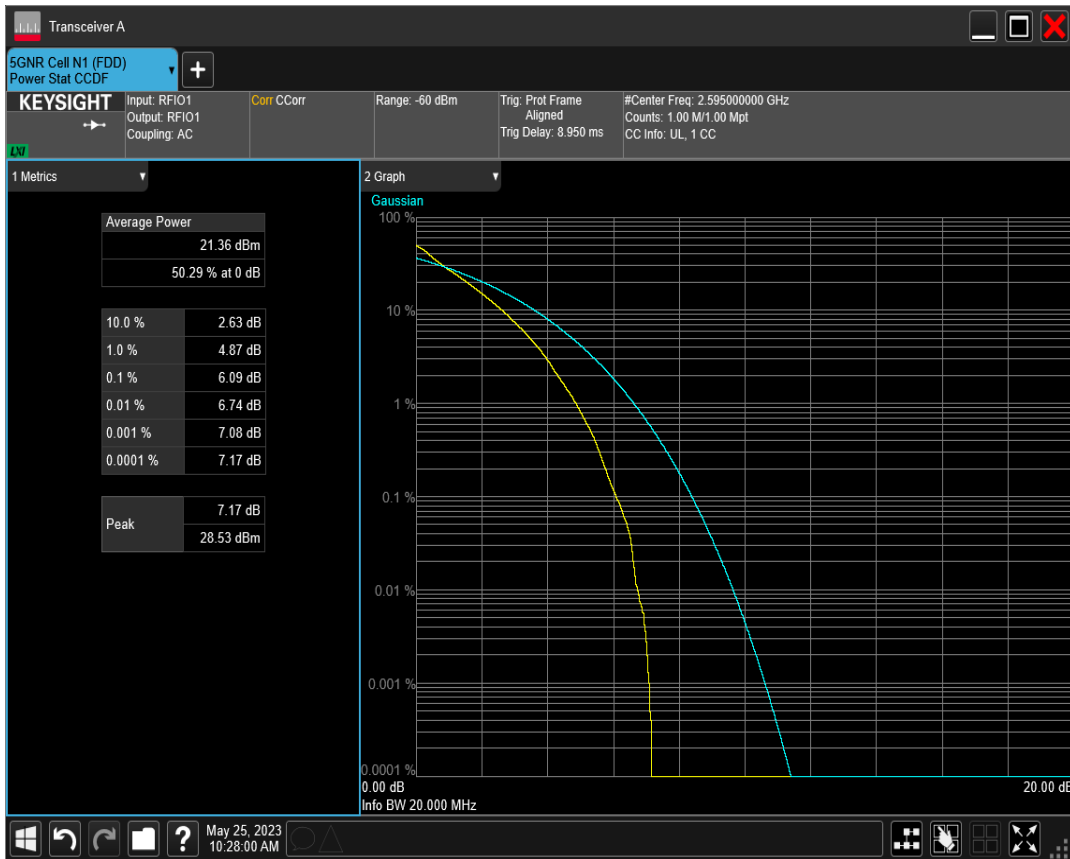 Transceiver A
5GNR Cell N1 (FDD)
Power Stat CCDF
+
KEYSIGHT
LXI
Input: RFIO1
Output: RFIO1
Coupling: AC
Corr CCorr
Range: -60 dBm
Trig: Prot Frame
Aligned
Trig Delay: 8.950 ms
#Center Freq: 2.595000000 GHz
Counts: 1.00 M/1.00 Mpt
CC Info: UL, 1 CC
1 Metrics
Average Power
21.36 dBm
50.29 % at 0 dB
10.0 % 2.63 dB
1.0 % 4.87 dB
0.1 % 6.09 dB
0.01 % 6.74 dB
0.001 % 7.08 dB
0.0001 % 7.17 dB
Peak 7.17 dB
28.53 dBm
2 Graph
Gaussian
100 %
10 %
1 %
0.1 %
0.01 %
0.001 %
0.0001 %
0.00 dB 20.00 dB
Info BW 20.000 MHz
?
May 25, 2023
10:28:00 AM